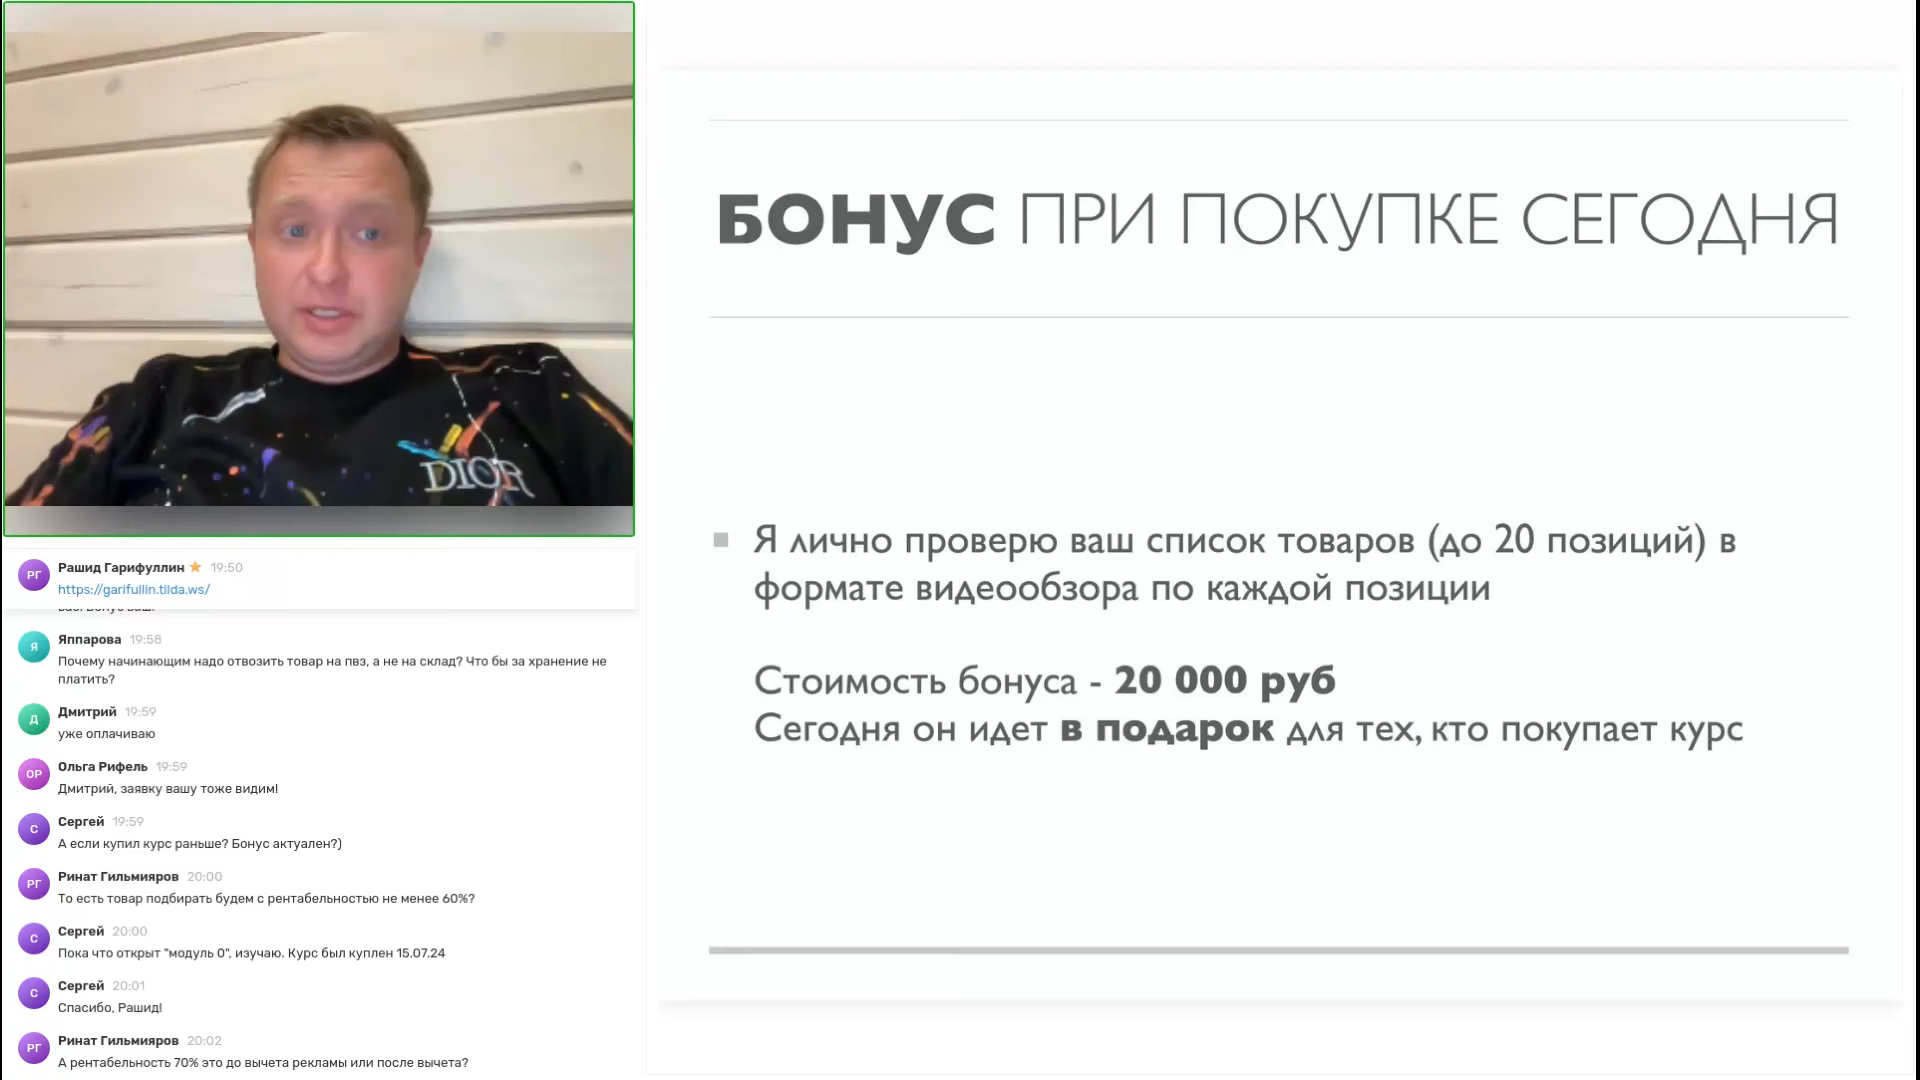 DIOR
РГ
Рашид Гарифуллин 19:50
https://garifullin.tilda.ws/
Я
Яппарова 19:58
Почему начинающим надо отвозить товар на пвз, а не на склад? Что бы за хранение не
платить?
Д
Дмитрий 19:59
уже оплачиваю
ОР
Ольга Рифель 19:59
Дмитрий, заявку вашу тоже видим!
С
Сергей 19:59
А если купил курс раньше? Бонус актуален?)
РГ
Ринат Гильмияров 20:00
То есть товар подбирать будем с рентабельностью не менее 60%?
С
Сергей 20:00
Пока что открыт "модуль 0", изучаю. Курс был куплен 15.07.24
С
Сергей 20:01
Спасибо, Рашид!
РГ
Ринат Гильмияров 20:02
А рентабельность 70% это до вычета рекламы или после вычета?
БОНУС ПРИ ПОКУПКЕ СЕГОДНЯ
Я лично проверю ваш список товаров (до 20 позиций) в
формате видеообзора по каждой позиции
Стоимость бонуса - 20 000 руб
Сегодня он идет в подарок для тех, кто покупает курс